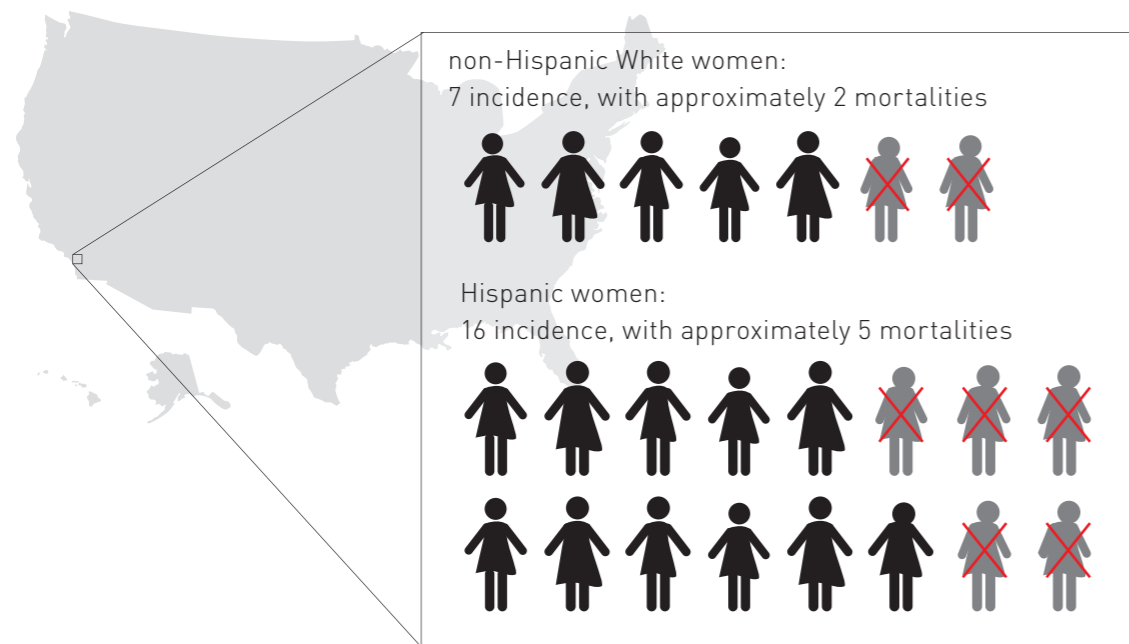 non-Hispanic White women:
7 incidence, with approximately 2 mortalities
Hispanic women:
16 incidence, with approximately 5 mortalities